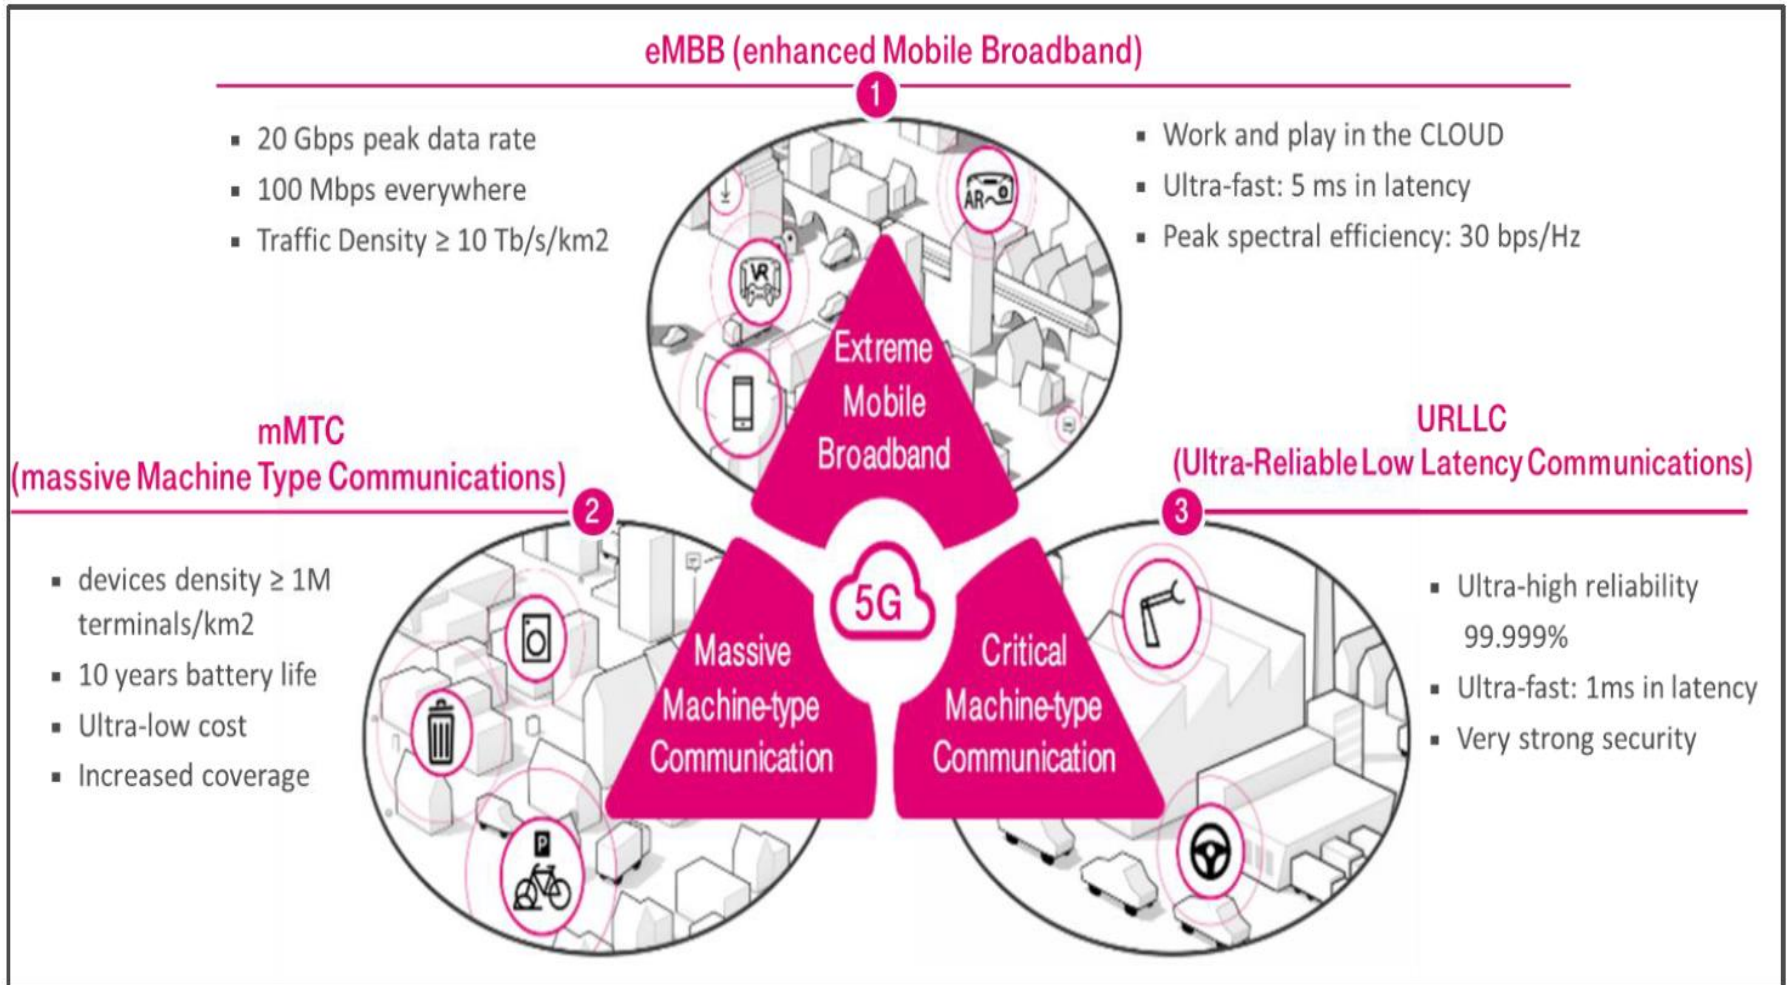 eMBB (enhanced Mobile Broadband)
1
▪ 20 Gbps peak data rate
▪ 100 Mbps everywhere
▪ Traffic Density ≥ 10 Tb/s/km2
▪ Work and play in the CLOUD
▪ Ultra-fast: 5 ms in latency
▪ Peak spectral efficiency: 30 bps/Hz
AR
VR
Extreme
Mobile
Broadband
mMTC
(massive Machine Type Communications)
2
▪ devices density ≥ 1M
terminals/km2
▪ 10 years battery life
▪ Ultra-low cost
▪ Increased coverage
P
Massive
Machine-type
Communication
5G
Critical
Machine-type
Communication
URLLC
(Ultra-Reliable Low Latency Communications)
3
▪ Ultra-high reliability
99.999%
▪ Ultra-fast: 1ms in latency
▪ Very strong security